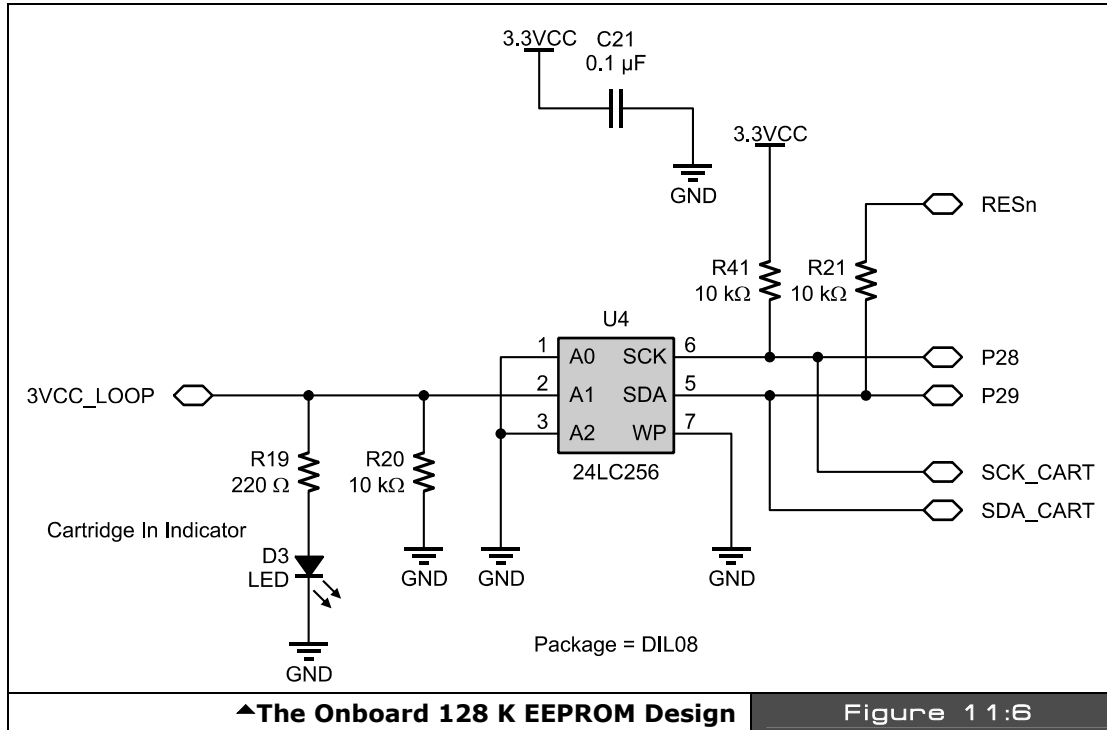 3.3VCC
C21
0.1 µF
GND
3.3VCC
RESn
R41
10 kΩ
R21
10 kΩ
U4
1 A0 SCK 6
P28
3VCC_LOOP
2 A1 SDA 5
P29
3 A2 WP 7
24LC256
R19
220 Ω
R20
10 kΩ
SCK_CART
SDA_CART
Cartridge In Indicator
D3
LED
GND
GND
GND
GND
Package = DIL08
▲The Onboard 128 K EEPROM Design
Figure 11:6